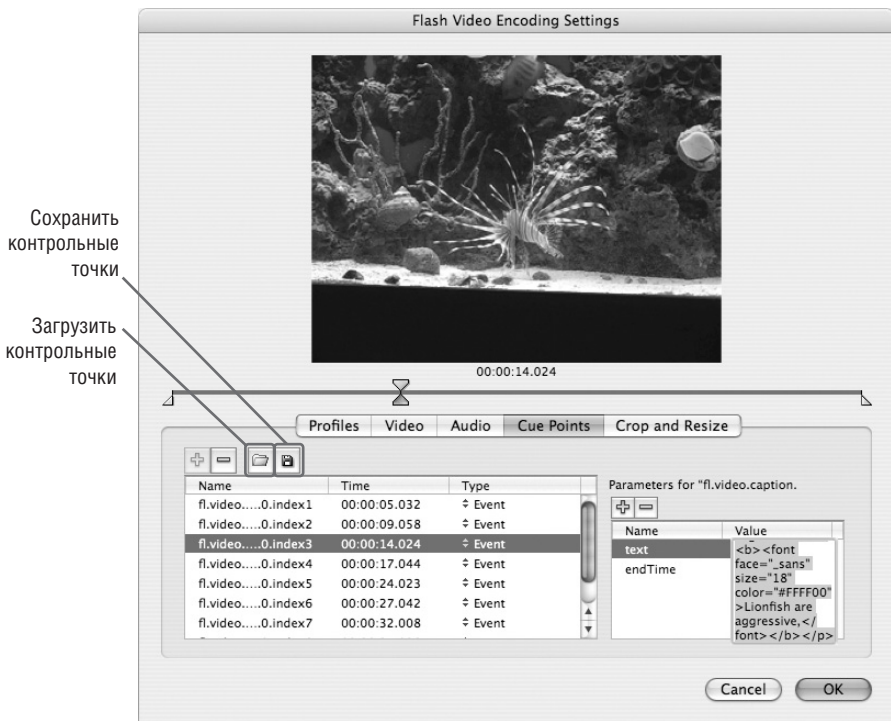 Flash Video Encoding Settings
Сохранить
контрольные
точки
Загрузить
контрольные
точки
00:00:14.024
Profiles Video Audio Cue Points Crop and Resize
Name Time Type
fl.video.....0.index1 00:00:05.032 Event
fl.video.....0.index2 00:00:09.058 Event
fl.video.....0.index3 00:00:14.024 Event
fl.video.....0.index4 00:00:17.044 Event
fl.video.....0.index5 00:00:24.023 Event
fl.video.....0.index6 00:00:27.042 Event
fl.video.....0.index7 00:00:32.008 Event
Parameters for "fl.video.caption.
Name Value
text
endTime
<b><font
face="_sans"
size="18"
color="#FFFF00"
>Lionfish are
aggressive,</
font></b></p>
Cancel OK